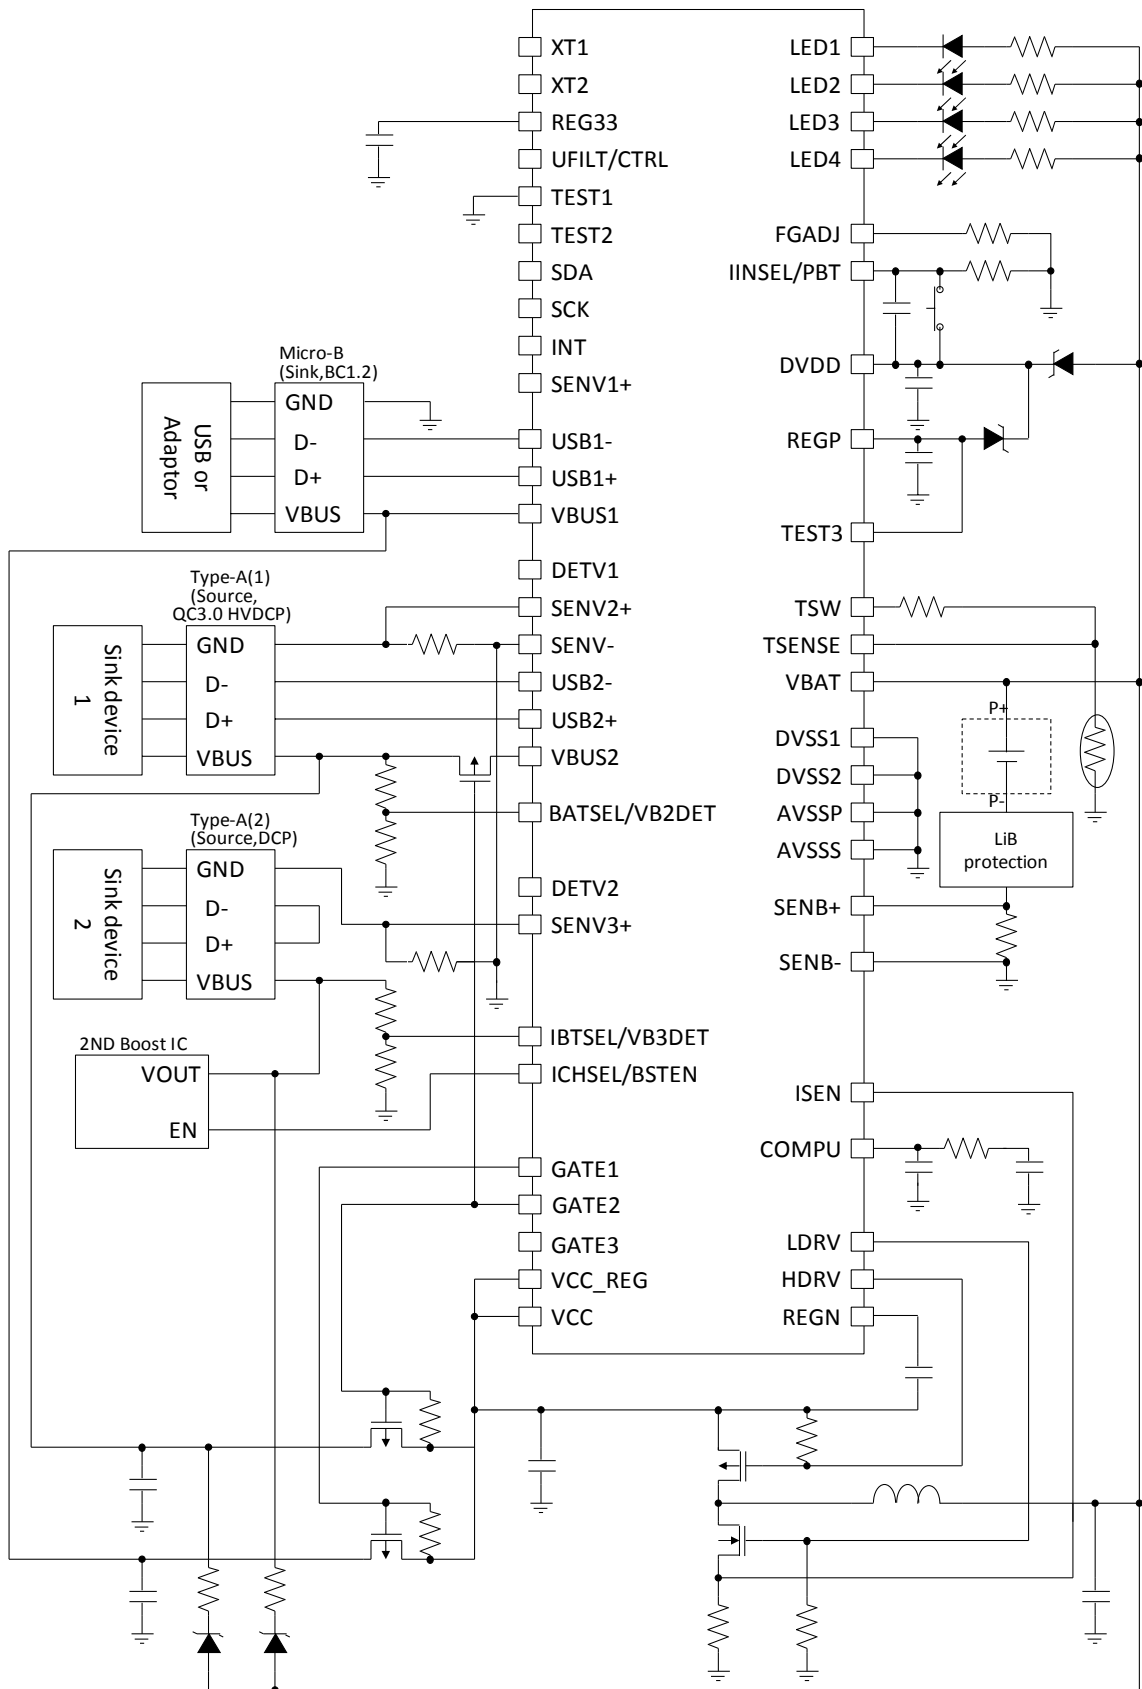 XT1
XT2
REG33
UFILT/CTRL
TEST1
TEST2
SDA
SCK
INT
SENV1+
USB1-
USB1+
VBUS1
DETV1
SENV2+
SENV-
USB2-
USB2+
VBUS2
BATSEL/VB2DET
DETV2
SENV3+
IBTSEL/VB3DET
ICHSEL/BSTEN
GATE1
GATE2
GATE3
VCC_REG
VCC
LED1
LED2
LED3
LED4
FGADJ
IINSEL/PBT
DVDD
REGP
TEST3
TSW
TSENSE
VBAT
DVSS1
DVSS2
AVSSP
AVSSS
SENB+
SENB-
ISEN
COMPU
LDRV
HDRV
REGN
Micro-B
(Sink,BC1.2)
USB or
Adaptor
GND
D-
D+
VBUS
Type-A(1)
(Source,
QC3.0 HVDCP)
Sink device
1
GND
D-
D+
VBUS
Type-A(2)
(Source,DCP)
Sink device
2
GND
D-
D+
VBUS
2ND Boost IC
VOUT
EN
P+
P-
LiB
protection